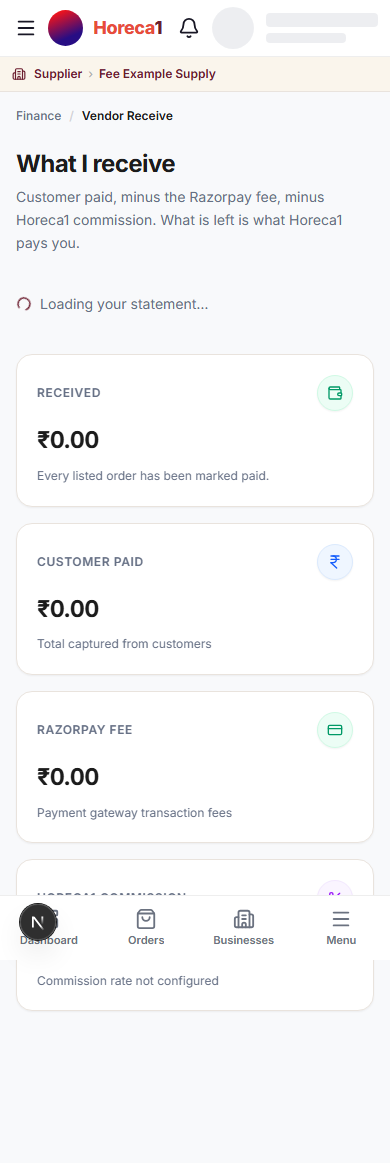 Horeca1
Supplier › Fee Example Supply
Finance / Vendor Receive
What I receive
Customer paid, minus the Razorpay fee, minus
Horeca1 commission. What is left is what Horeca1
pays you.
Loading your statement...
RECEIVED
₹0.00
Every listed order has been marked paid.
CUSTOMER PAID
₹0.00
Total captured from customers
RAZORPAY FEE
₹0.00
Payment gateway transaction fees
HORECA1 COMMISSION
N
Dashboard
Orders
Businesses
Menu
Commission rate not configured